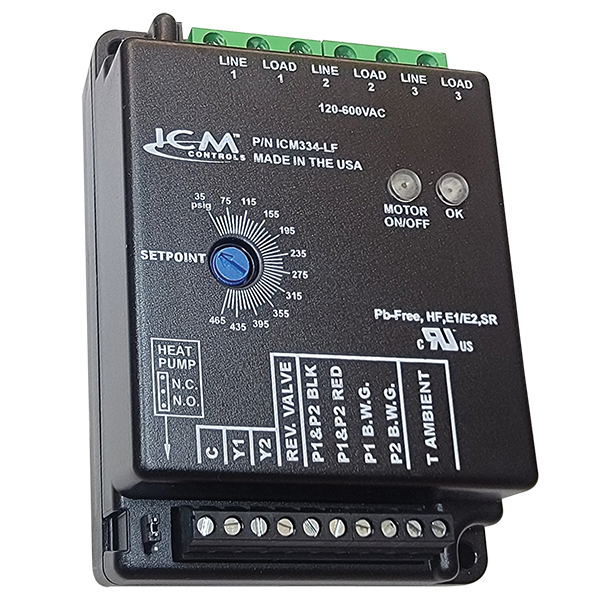 LINE 1
LOAD 1
LINE 2
LOAD 2
LINE 3
LOAD 3
120-600VAC
ICM™
CONTROLS
P/N ICM334-LF
MADE IN THE USA
MOTOR
ON/OFF
OK
35
psig
75
115
155
195
235
275
315
355
395
435
465
SETPOINT
Pb-Free, HF,E1/E2,SR
c RU US
HEAT
PUMP
N.C.
N.O.
C
Y1
Y2
REV. VALVE
P1&P2 BLK
P1&P2 RED
P1 B.W.G.
P2 B.W.G.
T AMBIENT